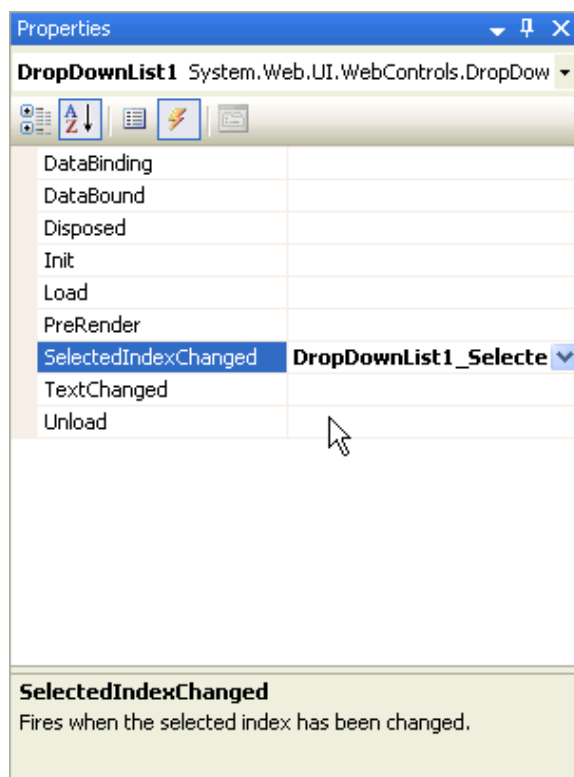 Properties
DropDownList1 System.Web.UI.WebControls.DropDow
A
Z
DataBinding
DataBound
Disposed
Init
Load
PreRender
SelectedIndexChanged DropDownList1_Selecte
TextChanged
Unload
SelectedIndexChanged
Fires when the selected index has been changed.